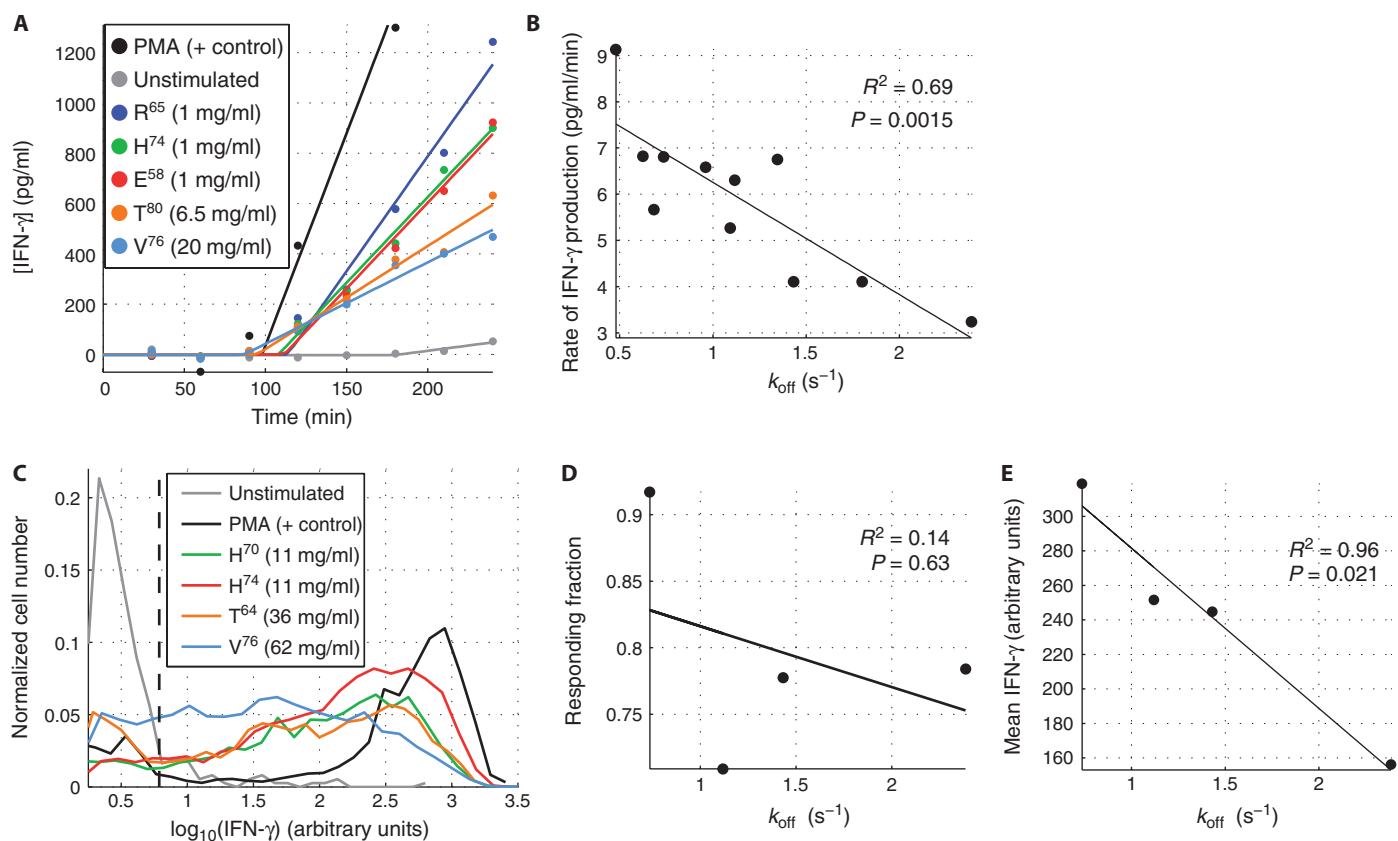 A
PMA (+ control)
Unstimulated
R⁶⁵ (1 mg/ml)
H⁷⁴ (1 mg/ml)
E⁵⁸ (1 mg/ml)
T⁸⁰ (6.5 mg/ml)
V⁷⁶ (20 mg/ml)
[IFN-γ] (pg/ml)
1200
1000
800
600
400
200
0
0 50 100 150 200
Time (min)
B
R² = 0.69
P = 0.0015
Rate of IFN-γ production (pg/ml/min)
9
8
7
6
5
4
3
0.5 1 1.5 2
k_off (s⁻¹)
C
Unstimulated
PMA (+ control)
H⁷⁰ (11 mg/ml)
H⁷⁴ (11 mg/ml)
T⁶⁴ (36 mg/ml)
V⁷⁶ (62 mg/ml)
Normalized cell number
0.2
0.15
0.1
0.05
0
0.5 1 1.5 2 2.5 3 3.5
log₁₀(IFN-γ) (arbitrary units)
D
R² = 0.14
P = 0.63
Responding fraction
0.9
0.85
0.8
0.75
1 1.5 2
k_off (s⁻¹)
E
R² = 0.96
P = 0.021
Mean IFN-γ (arbitrary units)
300
280
260
240
220
200
180
160
1 1.5 2
k_off (s⁻¹)